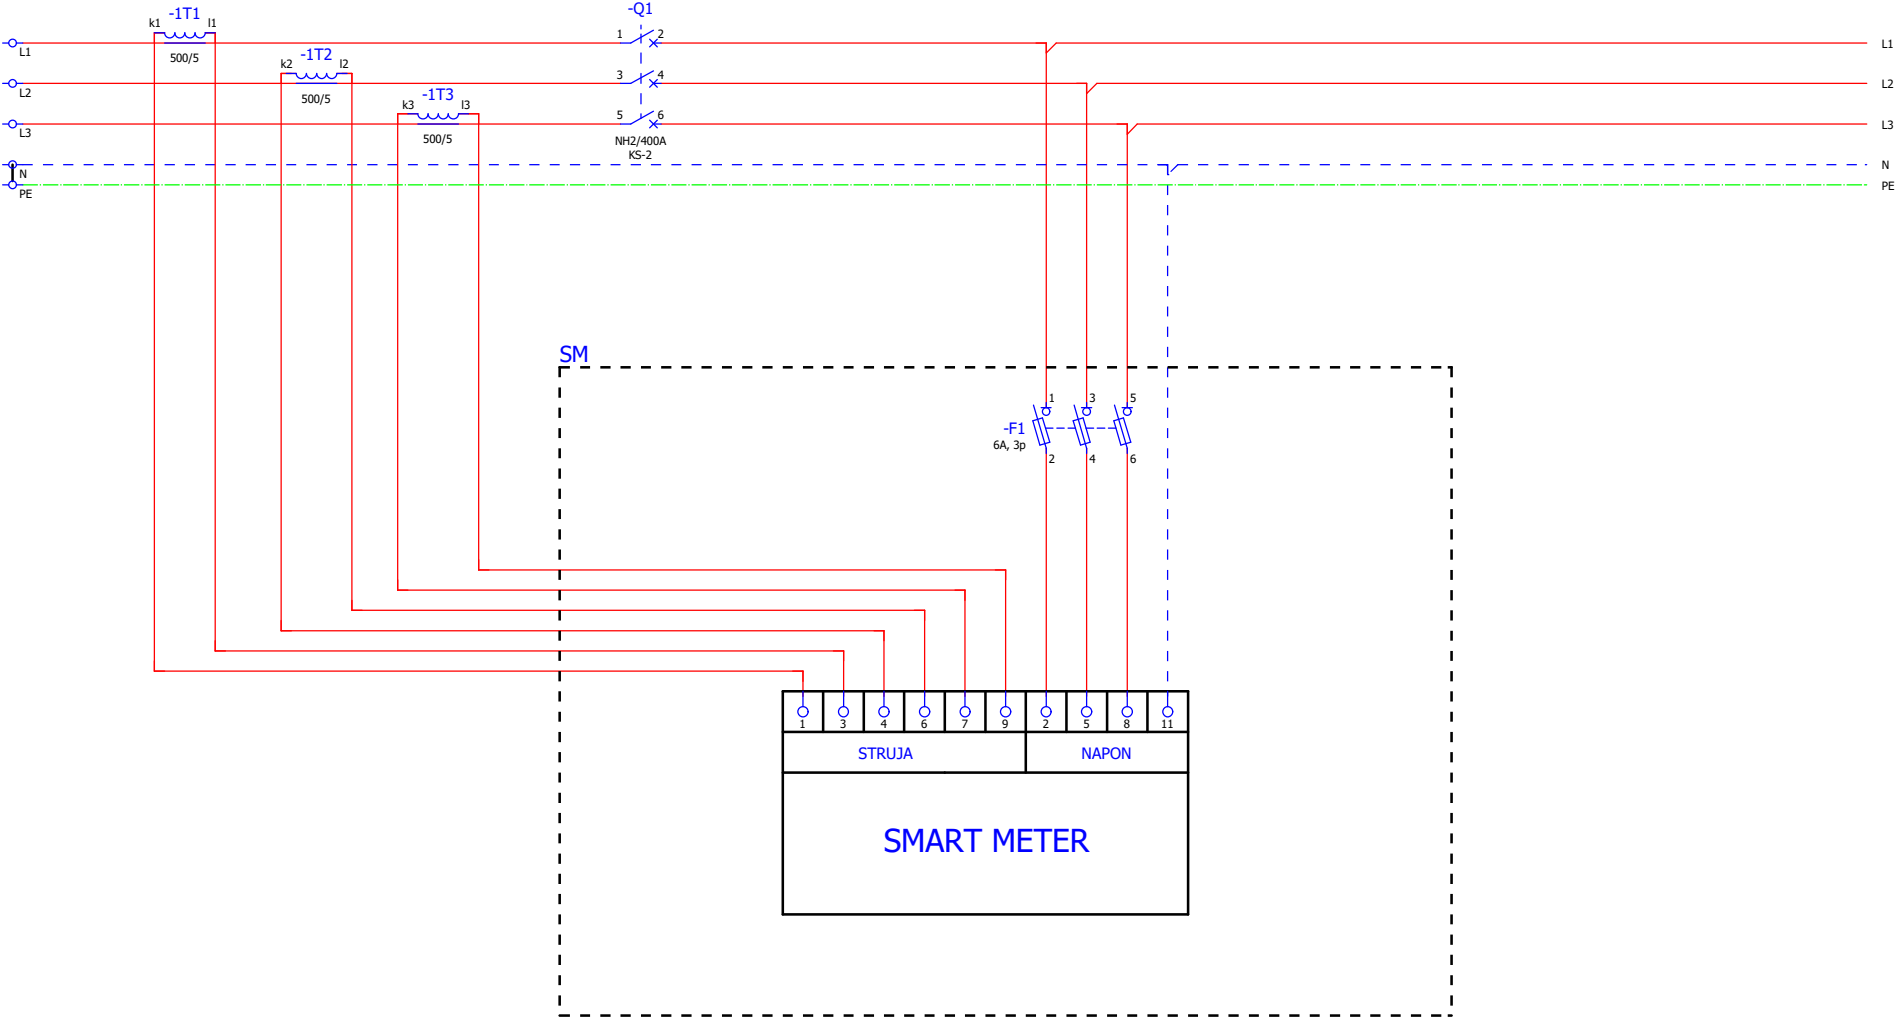 -1T1
k1 l1
500/5
-1T2
k2 l2
500/5
-1T3
k3 l3
500/5
-Q1
1 2
3 4
5 6
NH2/400A
KS-2
L1
L2
L3
N
PE
L1
L2
L3
N
PE
SM
1 3 5
-F1
6A, 3p
2 4 6
1 3 4 6 7 9 2 5 8 11
STRUJA NAPON
SMART METER